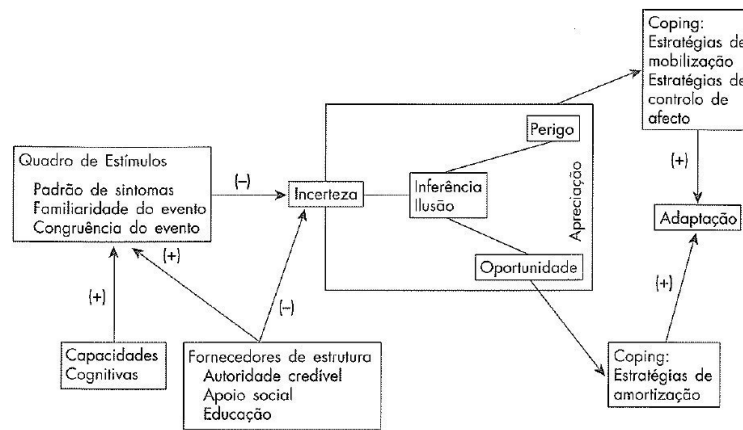 Coping:
Estratégias de
mobilização
Estratégias de
controlo de
afecto
(+)
Perigo
Quadro de Estímulos
Padrão de sintomas
Familiaridade do evento
Congruência do evento
(–)
Incerteza
Inferência
Ilusão
Apreciação
Adaptação
Oportunidade
(+)
(+)
(+)
(–)
Capacidades
Cognitivas
Fornecedores de estrutura
Autoridade credível
Apoio social
Educação
Coping:
Estratégias de
amortização